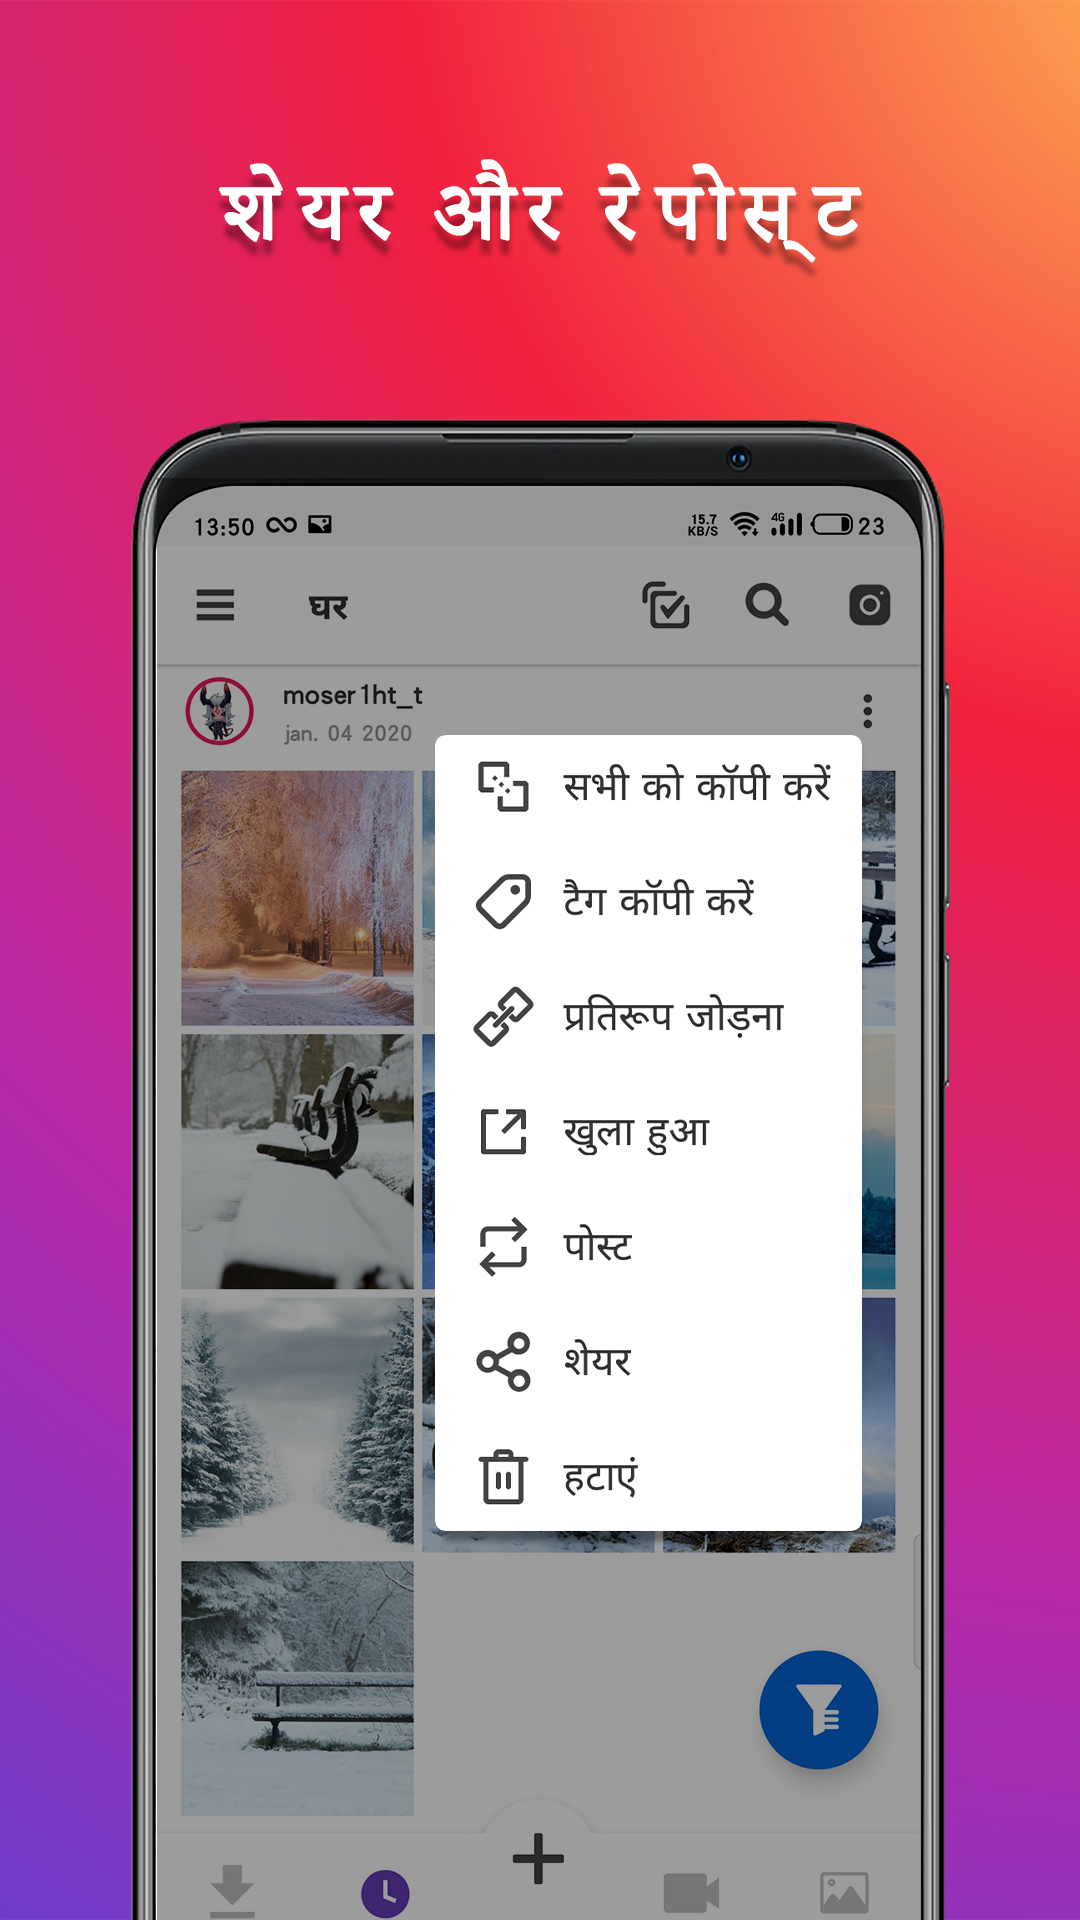 शेयर और रेपोस्ट
13:50
15.7 KB/S
4G
23
घर
moser1ht_t
jan. 04 2020
सभी को कॉपी करें
टैग कॉपी करें
प्रतिरूप जोड़ना
खुला हुआ
पोस्ट
शेयर
हटाएं